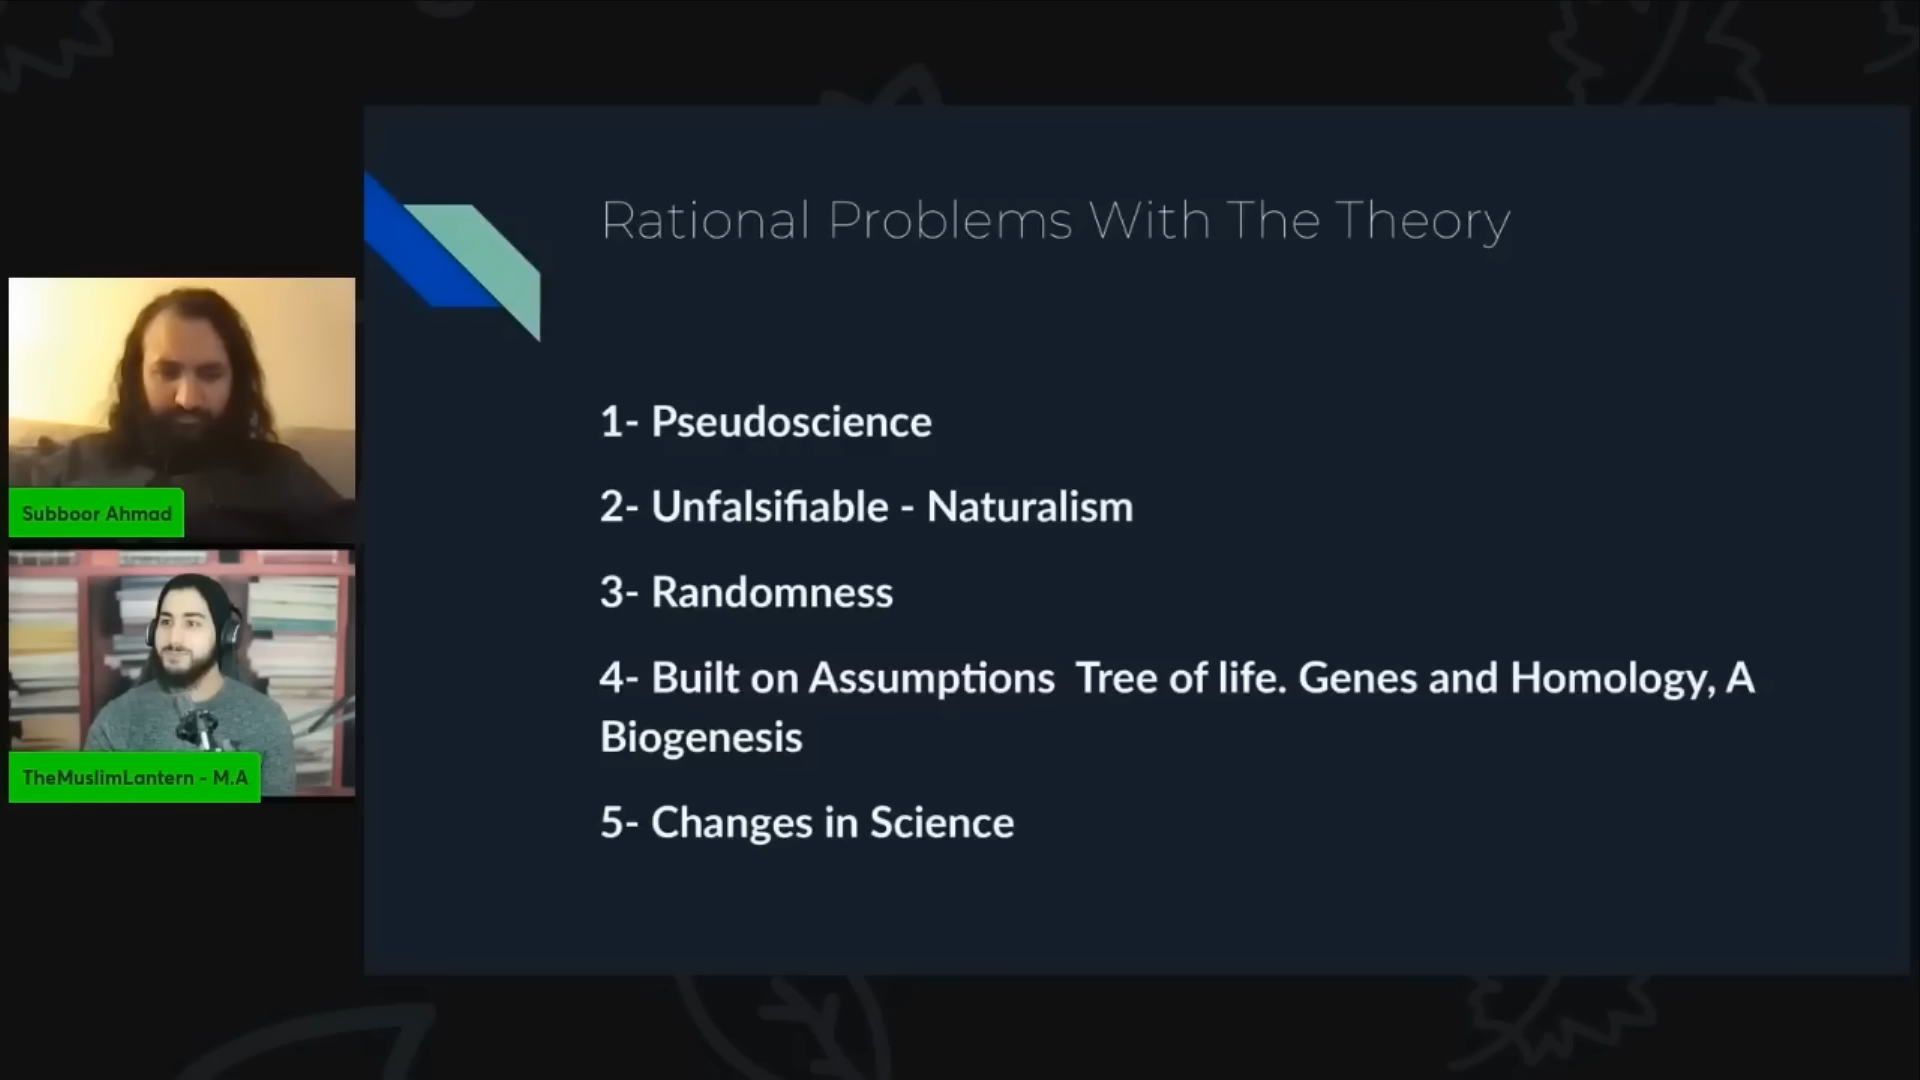 Rational Problems With The Theory
1- Pseudoscience
2- Unfalsifiable - Naturalism
3- Randomness
4- Built on Assumptions  Tree of life. Genes and Homology, A
Biogenesis
5- Changes in Science
Subboor Ahmad
TheMuslimLantern - M.A